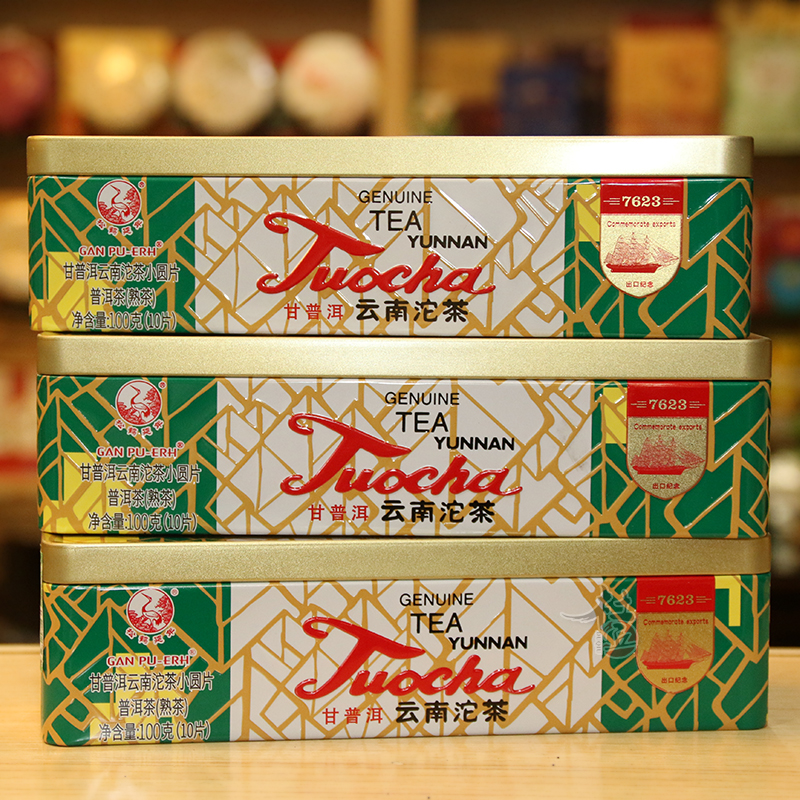 GAN PU-ERH®
甘普洱云南沱茶小圆片
普洱茶(熟茶)
净含量:100克(10片)
GENUINE
TEA
YUNNAN
Tuocha
甘普洱 云南沱茶
7623
Commemorate exports
出口紀念
GAN PU-ERH®
甘普洱云南沱茶小圆片
普洱茶(熟茶)
净含量:100克(10片)
GENUINE
TEA
YUNNAN
Tuocha
甘普洱 云南沱茶
7623
Commemorate exports
出口紀念
GAN PU-ERH®
甘普洱云南沱茶小圆片
普洱茶(熟茶)
净含量:100克(10片)
GENUINE
TEA
YUNNAN
Tuocha
甘普洱 云南沱茶
7623
Commemorate exports
出口紀念